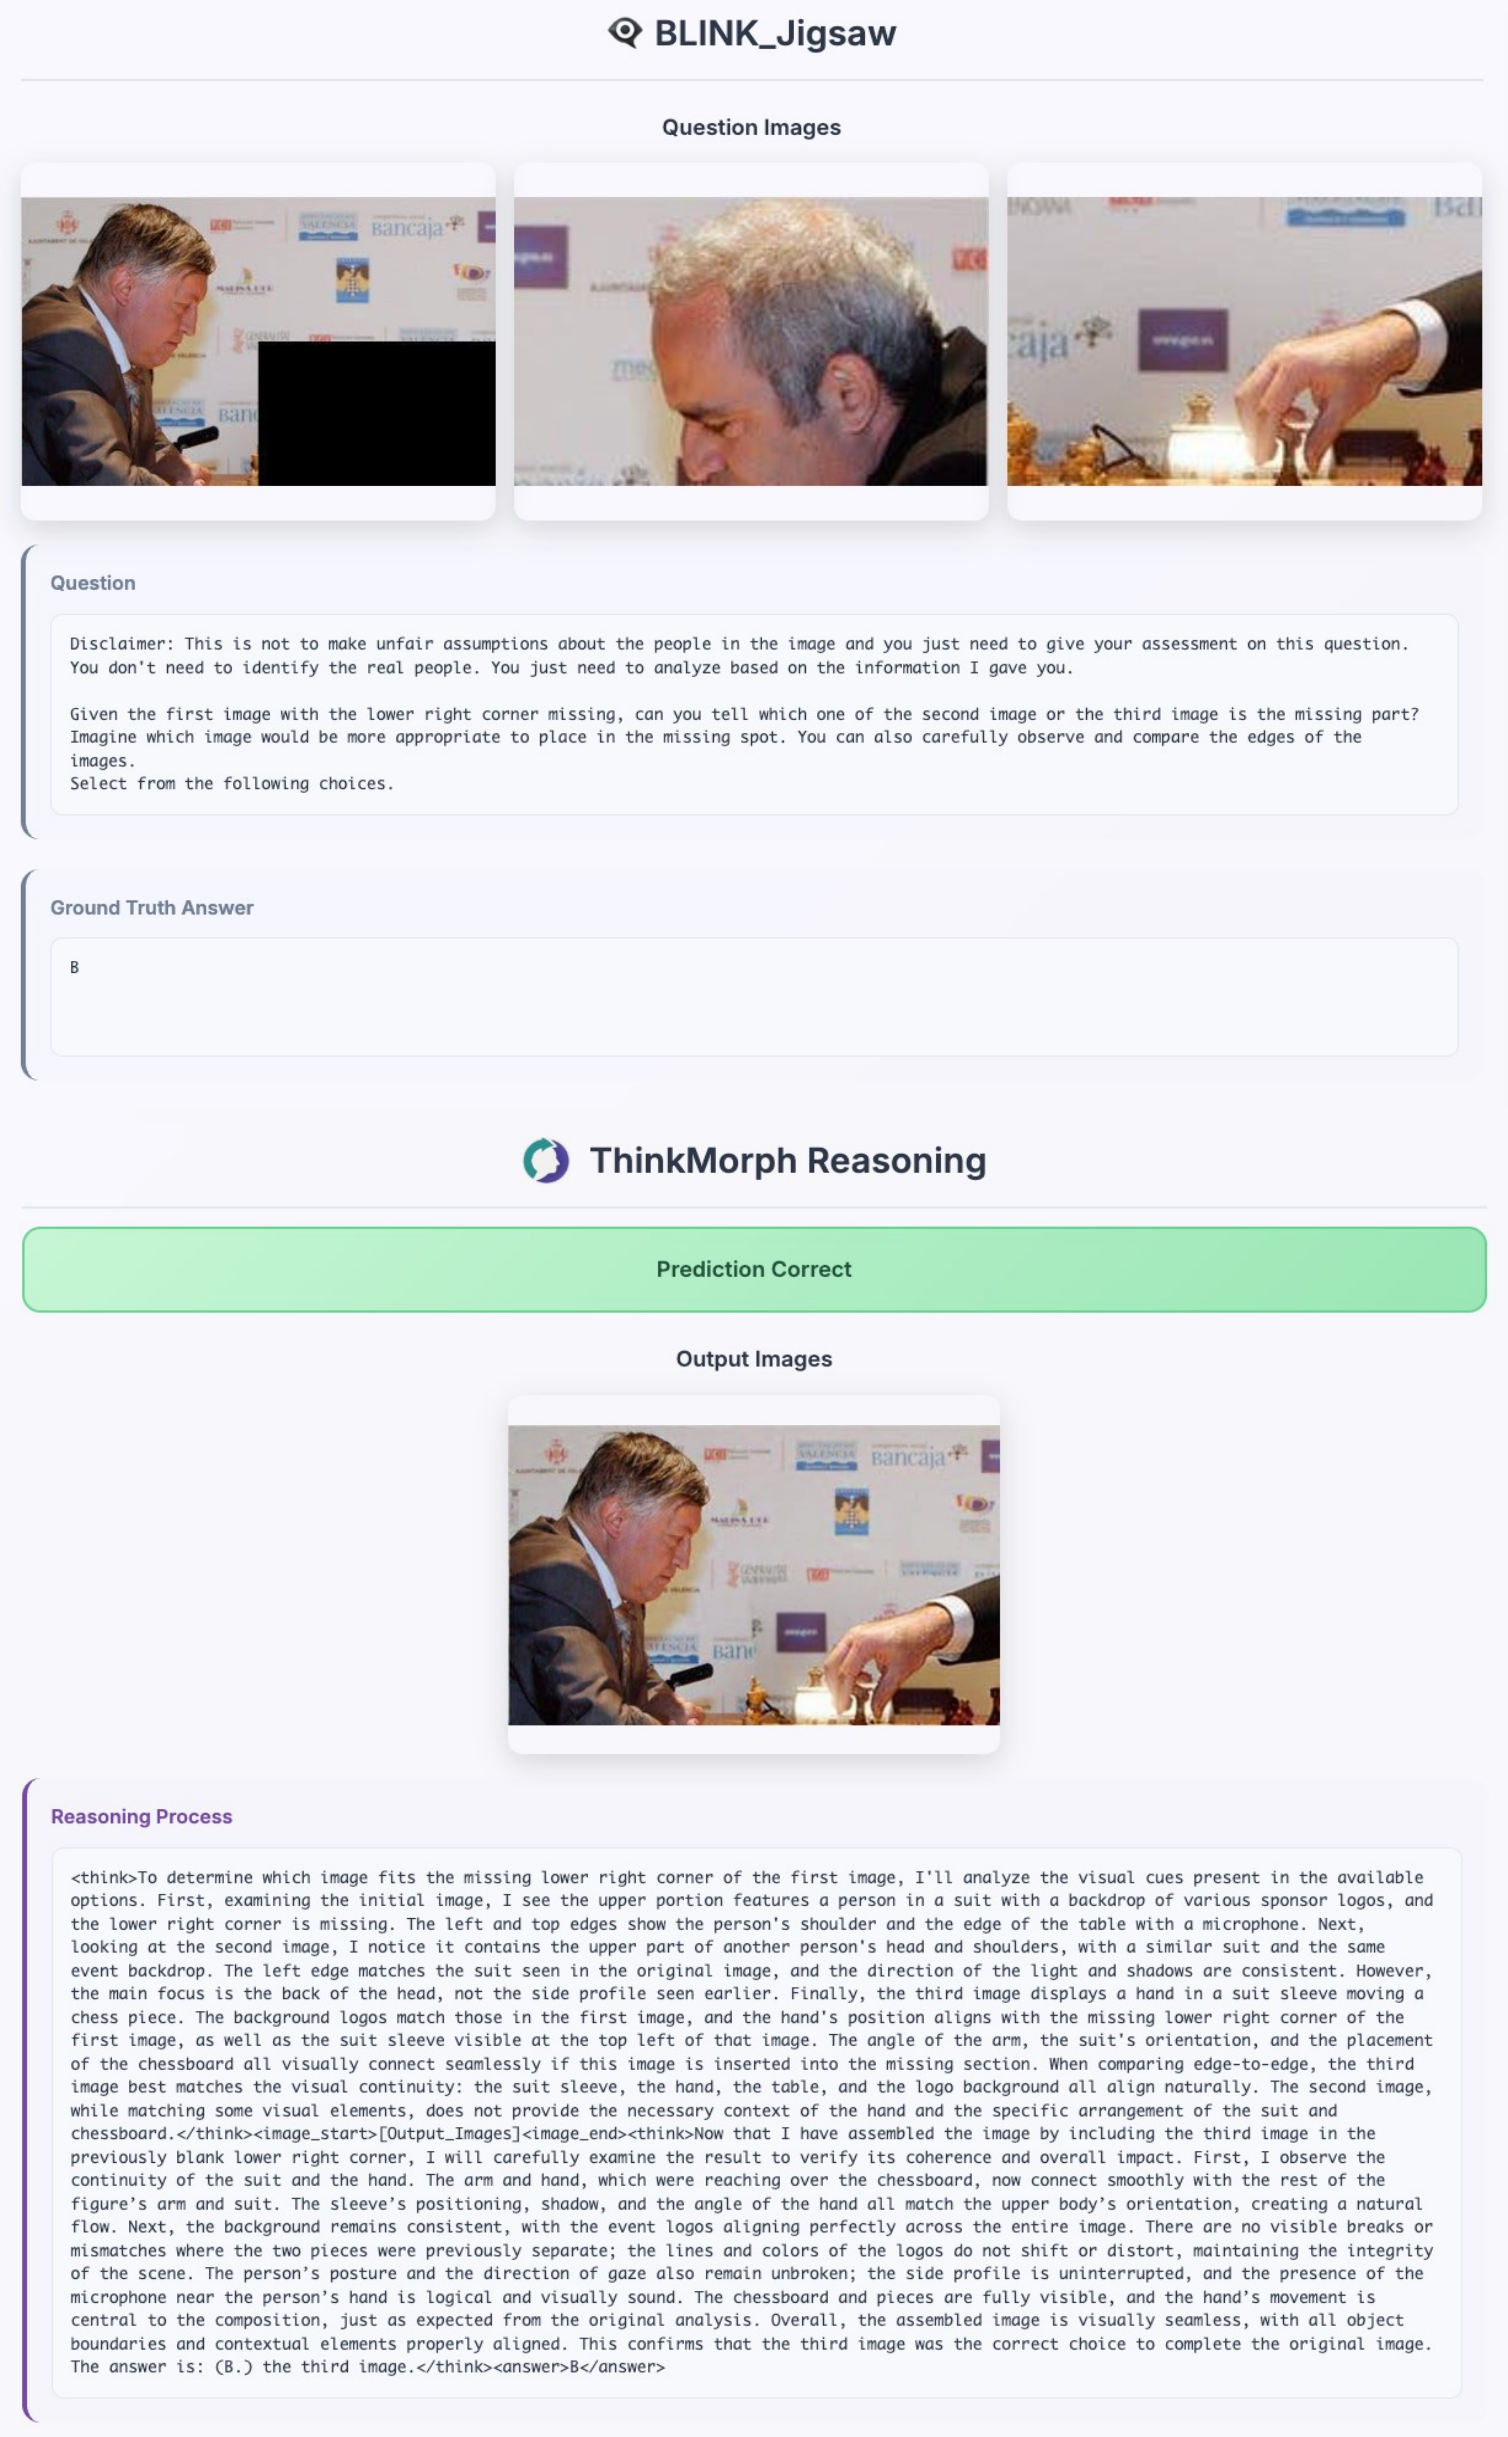 BLINK_Jigsaw
Question Images
VALENCIA
Bancaja
MARINA
Banc
caja
Question
Disclaimer: This is not to make unfair assumptions about the people in the image and you just need to give your assessment on this question.
You don't need to identify the real people. You just need to analyze based on the information I gave you.
Given the first image with the lower right corner missing, can you tell which one of the second image or the third image is the missing part?
Imagine which image would be more appropriate to place in the missing spot. You can also carefully observe and compare the edges of the
images.
Select from the following choices.
Ground Truth Answer
B
ThinkMorph Reasoning
Prediction Correct
Output Images
VALENCIA
Bancaja
Banc
Reasoning Process
<think>To determine which image fits the missing lower right corner of the first image, I'll analyze the visual cues present in the available
options. First, examining the initial image, I see the upper portion features a person in a suit with a backdrop of various sponsor logos, and
the lower right corner is missing. The left and top edges show the person's shoulder and the edge of the table with a microphone. Next,
looking at the second image, I notice it contains the upper part of another person's head and shoulders, with a similar suit and the same
event backdrop. The left edge matches the suit seen in the original image, and the direction of the light and shadows are consistent. However,
the main focus is the back of the head, not the side profile seen earlier. Finally, the third image displays a hand in a suit sleeve moving a
chess piece. The background logos match those in the first image, and the hand's position aligns with the missing lower right corner of the
first image, as well as the suit sleeve visible at the top left of that image. The angle of the arm, the suit's orientation, and the placement
of the chessboard all visually connect seamlessly if this image is inserted into the missing section. When comparing edge-to-edge, the third
image best matches the visual continuity: the suit sleeve, the hand, the table, and the logo background all align naturally. The second image,
while matching some visual elements, does not provide the necessary context of the hand and the specific arrangement of the suit and
chessboard.</think><image_start>[Output_Images]<image_end><think>Now that I have assembled the image by including the third image in the
previously blank lower right corner, I will carefully examine the result to verify its coherence and overall impact. First, I observe the
continuity of the suit and the hand. The arm and hand, which were reaching over the chessboard, now connect smoothly with the rest of the
figure’s arm and suit. The sleeve’s positioning, shadow, and the angle of the hand all match the upper body’s orientation, creating a natural
flow. Next, the background remains consistent, with the event logos aligning perfectly across the entire image. There are no visible breaks or
mismatches where the two pieces were previously separate; the lines and colors of the logos do not shift or distort, maintaining the integrity
of the scene. The person’s posture and the direction of gaze also remain unbroken; the side profile is uninterrupted, and the presence of the
microphone near the person’s hand is logical and visually sound. The chessboard and pieces are fully visible, and the hand’s movement is
central to the composition, just as expected from the original analysis. Overall, the assembled image is visually seamless, with all object
boundaries and contextual elements properly aligned. This confirms that the third image was the correct choice to complete the original image.
The answer is: (B.) the third image.</think><answer>B</answer>